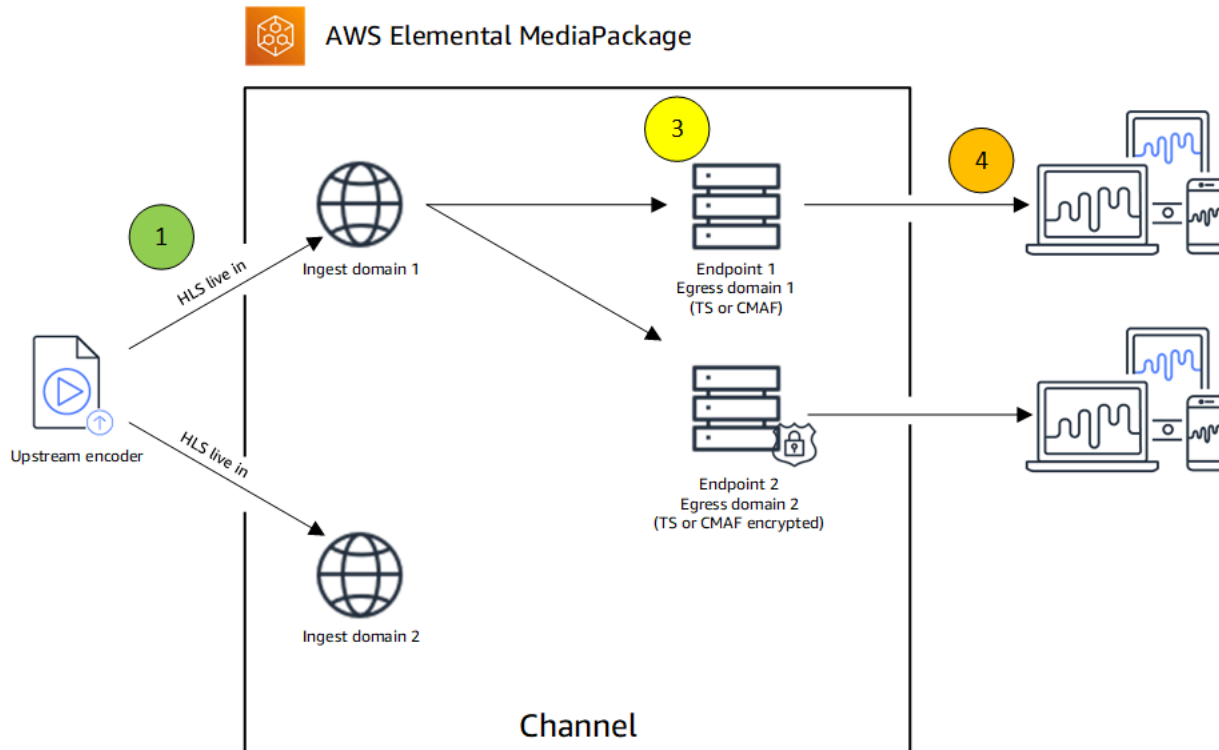 AWS Elemental MediaPackage
3
4
1
HLS live in
Ingest domain 1
Endpoint 1
Egress domain 1
(TS or CMAF)
Upstream encoder
HLS live in
Endpoint 2
Egress domain 2
(TS or CMAF encrypted)
Ingest domain 2
Channel